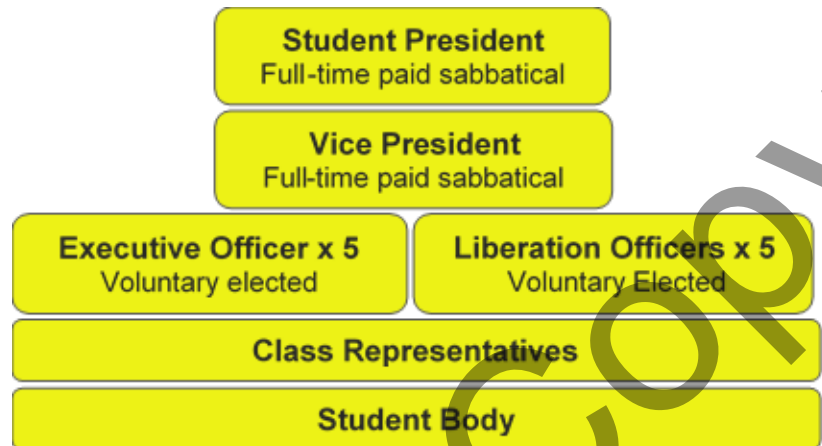 Student President
Full-time paid sabbatical
Vice President
Full-time paid sabbatical
Executive Officer x 5
Voluntary elected
Liberation Officers x 5
Voluntary Elected
Class Representatives
Student Body
Cop